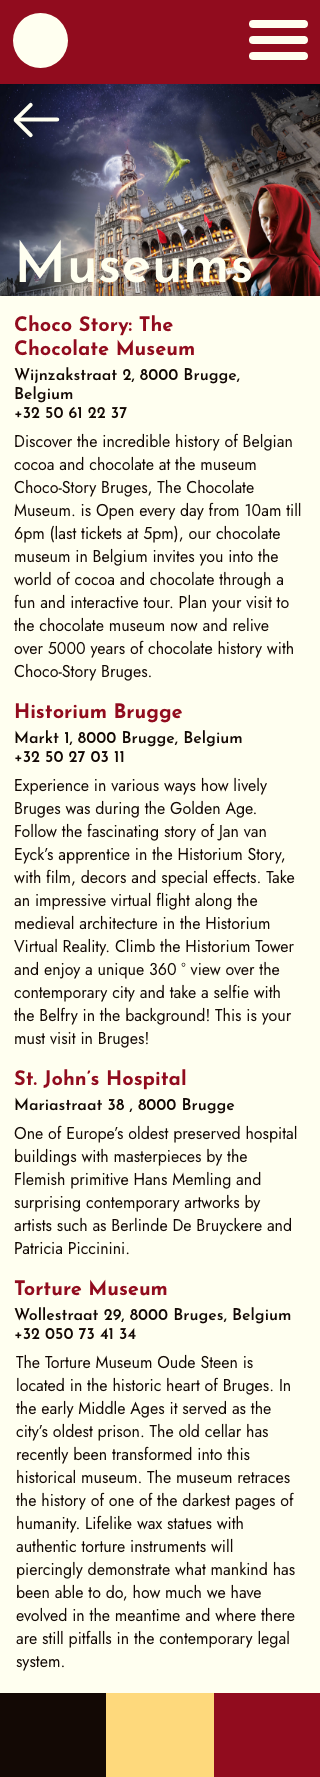 Museums
Choco Story: The
Chocolate Museum
Wijnzakstraat 2, 8000 Brugge,
Belgium
+32 50 61 22 37
Discover the incredible history of Belgian
cocoa and chocolate at the museum
Choco-Story Bruges, The Chocolate
Museum. is Open every day from 10am till
6pm (last tickets at 5pm), our chocolate
museum in Belgium invites you into the
world of cocoa and chocolate through a
fun and interactive tour. Plan your visit to
the chocolate museum now and relive
over 5000 years of chocolate history with
Choco-Story Bruges.
Historium Brugge
Markt 1, 8000 Brugge, Belgium
+32 50 27 03 11
Experience in various ways how lively
Bruges was during the Golden Age.
Follow the fascinating story of Jan van
Eyck’s apprentice in the Historium Story,
with film, decors and special effects. Take
an impressive virtual flight along the
medieval architecture in the Historium
Virtual Reality. Climb the Historium Tower
and enjoy a unique 360 ° view over the
contemporary city and take a selfie with
the Belfry in the background! This is your
must visit in Bruges!
St. John’s Hospital
Mariastraat 38 , 8000 Brugge
One of Europe’s oldest preserved hospital
buildings with masterpieces by the
Flemish primitive Hans Memling and
surprising contemporary artworks by
artists such as Berlinde De Bruyckere and
Patricia Piccinini.
Torture Museum
Wollestraat 29, 8000 Bruges, Belgium
+32 050 73 41 34
The Torture Museum Oude Steen is
located in the historic heart of Bruges. In
the early Middle Ages it served as the
city’s oldest prison. The old cellar has
recently been transformed into this
historical museum. The museum retraces
the history of one of the darkest pages of
humanity. Lifelike wax statues with
authentic torture instruments will
piercingly demonstrate what mankind has
been able to do, how much we have
evolved in the meantime and where there
are still pitfalls in the contemporary legal
system.